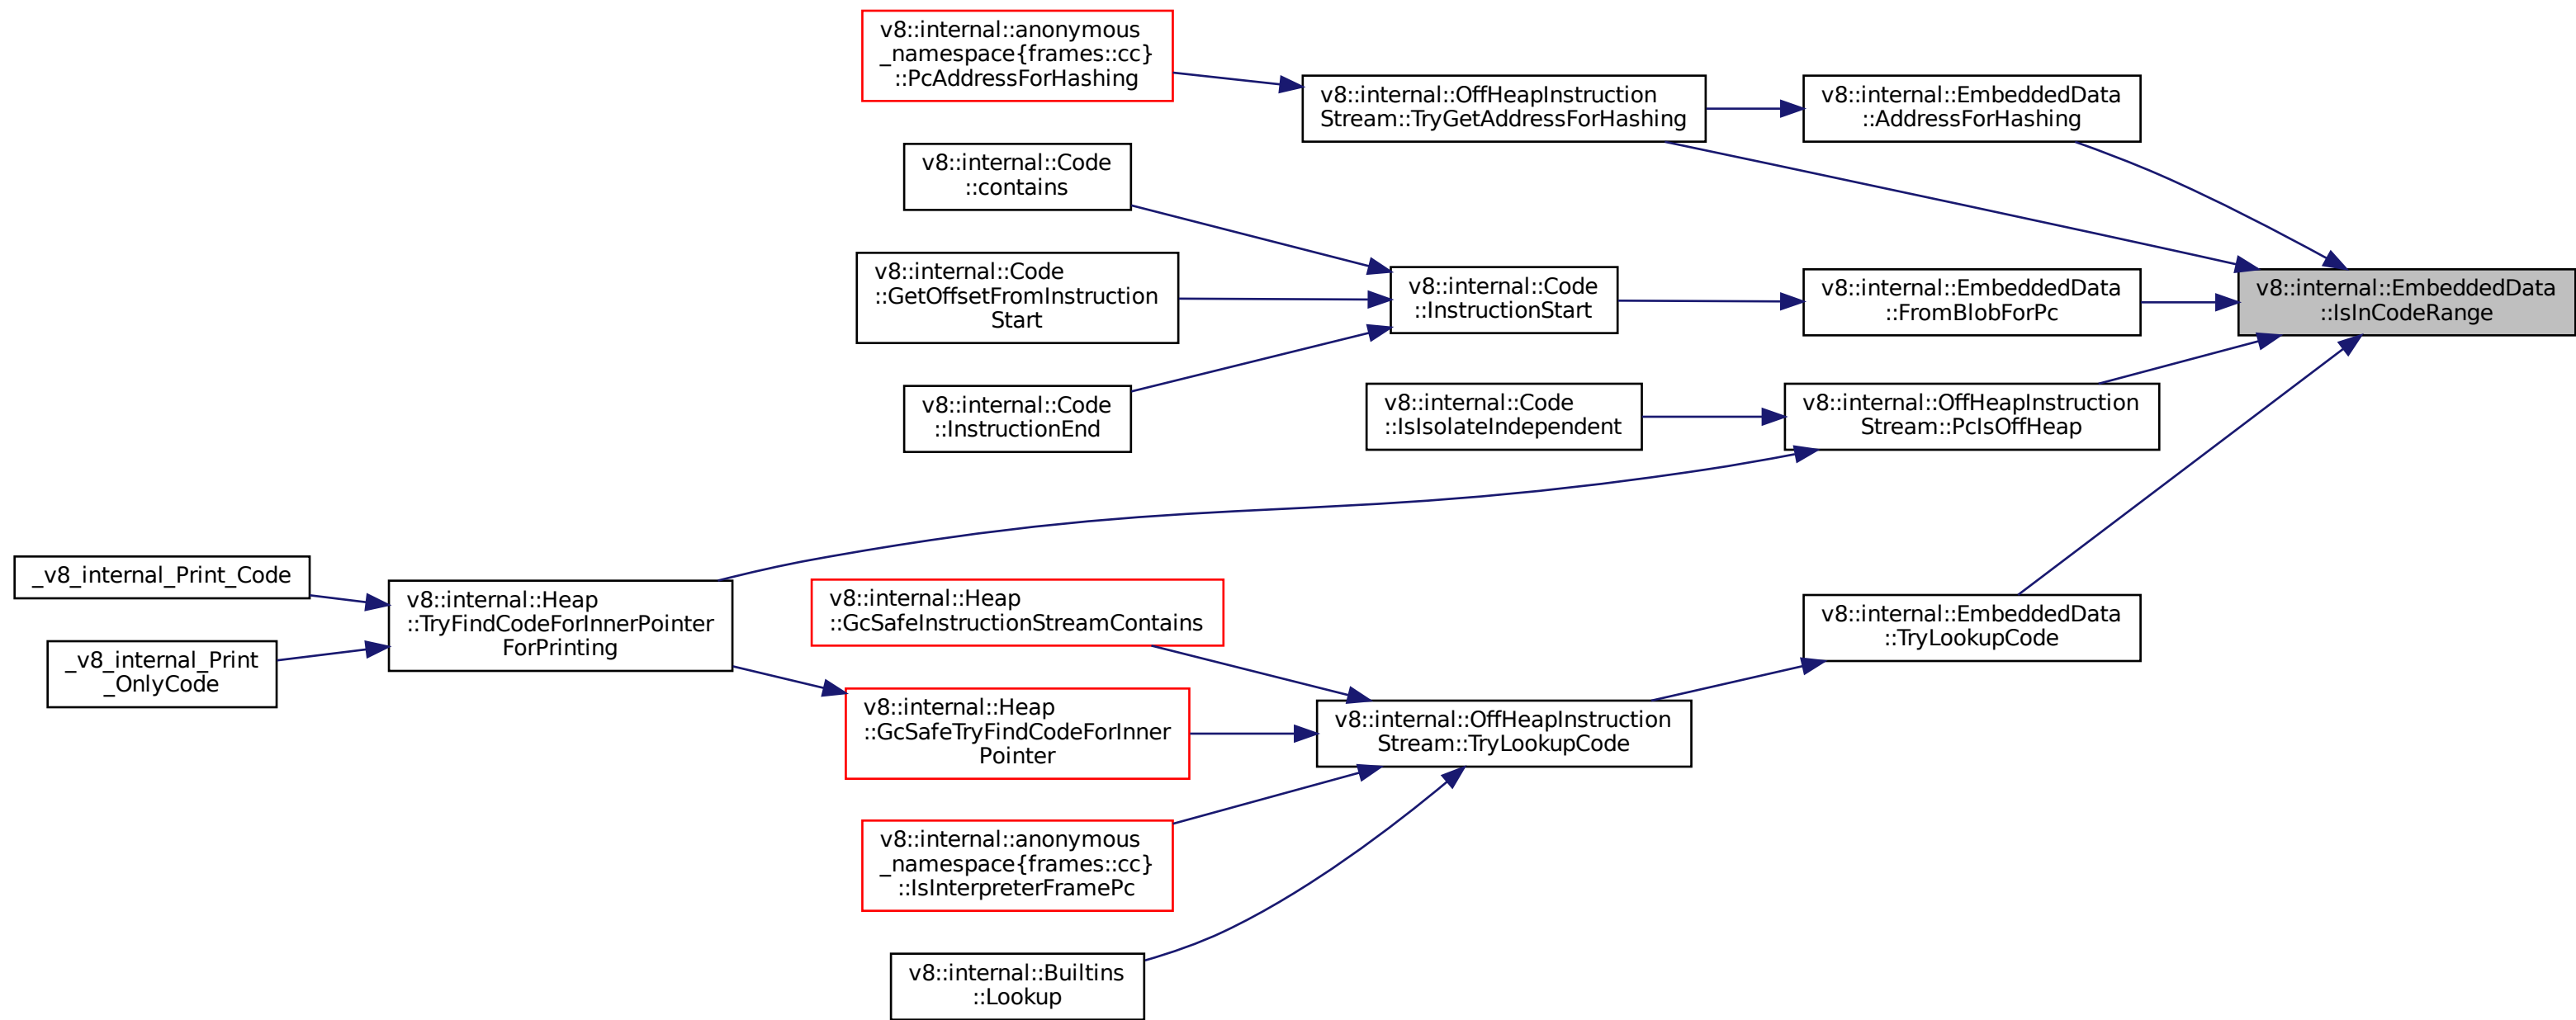 v8::internal::anonymous
_namespace{frames::cc}
::PcAddressForHashing
v8::internal::OffHeapInstruction
Stream::TryGetAddressForHashing
v8::internal::EmbeddedData
::AddressForHashing
v8::internal::Code
::contains
v8::internal::Code
::GetOffsetFromInstruction
Start
v8::internal::Code
::InstructionStart
v8::internal::EmbeddedData
::FromBlobForPc
v8::internal::EmbeddedData
::IsInCodeRange
v8::internal::Code
::InstructionEnd
v8::internal::Code
::IsIsolateIndependent
v8::internal::OffHeapInstruction
Stream::PcIsOffHeap
_v8_internal_Print_Code
_v8_internal_Print
_OnlyCode
v8::internal::Heap
::TryFindCodeForInnerPointer
ForPrinting
v8::internal::Heap
::GcSafeInstructionStreamContains
v8::internal::EmbeddedData
::TryLookupCode
v8::internal::Heap
::GcSafeTryFindCodeForInner
Pointer
v8::internal::OffHeapInstruction
Stream::TryLookupCode
v8::internal::anonymous
_namespace{frames::cc}
::IsInterpreterFramePc
v8::internal::Builtins
::Lookup